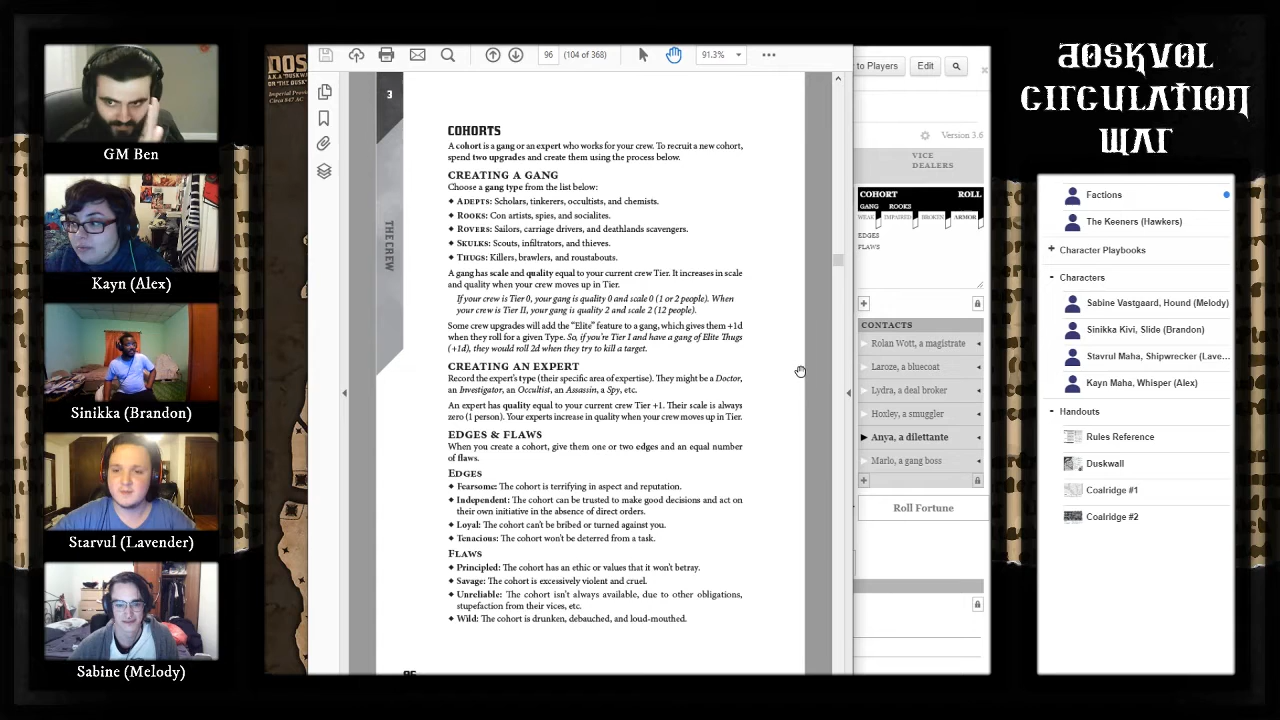 GM Ben
Kayn (Alex)
Sinikka (Brandon)
Starvul (Lavender)
Sabine (Melody)
DOS
A.K.A "DUSKW
OR "THE DUSK"
Imperial Provin
Circa 847 AC
96 (104 of 368)
91.3%
3
THE CREW
COHORTS
A cohort is a gang or an expert who works for your crew. To recruit a new cohort,
spend two upgrades and create them using the process below.
CREATING A GANG
Choose a gang type from the list below:
◆ ADEPTS: Scholars, tinkerers, occultists, and chemists.
◆ ROOKS: Con artists, spies, and socialites.
◆ ROVERS: Sailors, carriage drivers, and deathlands scavengers.
◆ SKULKS: Scouts, infiltrators, and thieves.
◆ THUGS: Killers, brawlers, and roustabouts.
A gang has scale and quality equal to your current crew Tier. It increases in scale
and quality when your crew moves up in Tier.
If your crew is Tier 0, your gang is quality 0 and scale 0 (1 or 2 people). When
your crew is Tier II, your gang is quality 2 and scale 2 (12 people).
Some crew upgrades will add the "Elite" feature to a gang, which gives them +1d
when they roll for a given Type. So, if you're Tier I and have a gang of Elite Thugs
(+1d), they would roll 2d when they try to kill a target.
CREATING AN EXPERT
Record the expert's type (their specific area of expertise). They might be a Doctor,
an Investigator, an Occultist, an Assassin, a Spy, etc.
An expert has quality equal to your current crew Tier +1. Their scale is always
zero (1 person). Your experts increase in quality when your crew moves up in Tier.
EDGES & FLAWS
When you create a cohort, give them one or two edges and an equal number
of flaws.
EDGES
◆ Fearsome: The cohort is terrifying in aspect and reputation.
◆ Independent: The cohort can be trusted to make good decisions and act on
their own initiative in the absence of direct orders.
◆ Loyal: The cohort can't be bribed or turned against you.
◆ Tenacious: The cohort won't be deterred from a task.
FLAWS
◆ Principled: The cohort has an ethic or values that it won't betray.
◆ Savage: The cohort is excessively violent and cruel.
◆ Unreliable: The cohort isn't always available, due to other obligations,
stupefaction from their vices, etc.
◆ Wild: The cohort is drunken, debauched, and loud-mouthed.
to Players Edit
Version 3.6
VICE
DEALERS
COHORT ROLL
GANG ROOKS
WEAK IMPAIRED BROKEN ARMOR
EDGES
FLAWS
CONTACTS
Rolan Wott, a magistrate
Laroze, a bluecoat
Lydra, a deal broker
Hoxley, a smuggler
Anya, a dilettante
Marlo, a gang boss
Roll Fortune
DOSKVOL
CIRCULATION
WAR
Factions
The Keeners (Hawkers)
Character Playbooks
Characters
Sabine Vastgaard, Hound (Melody)
Sinikka Kivi, Slide (Brandon)
Stavrul Maha, Shipwrecker (Lave...
Kayn Maha, Whisper (Alex)
Handouts
Rules Reference
Duskwall
Coalridge #1
Coalridge #2